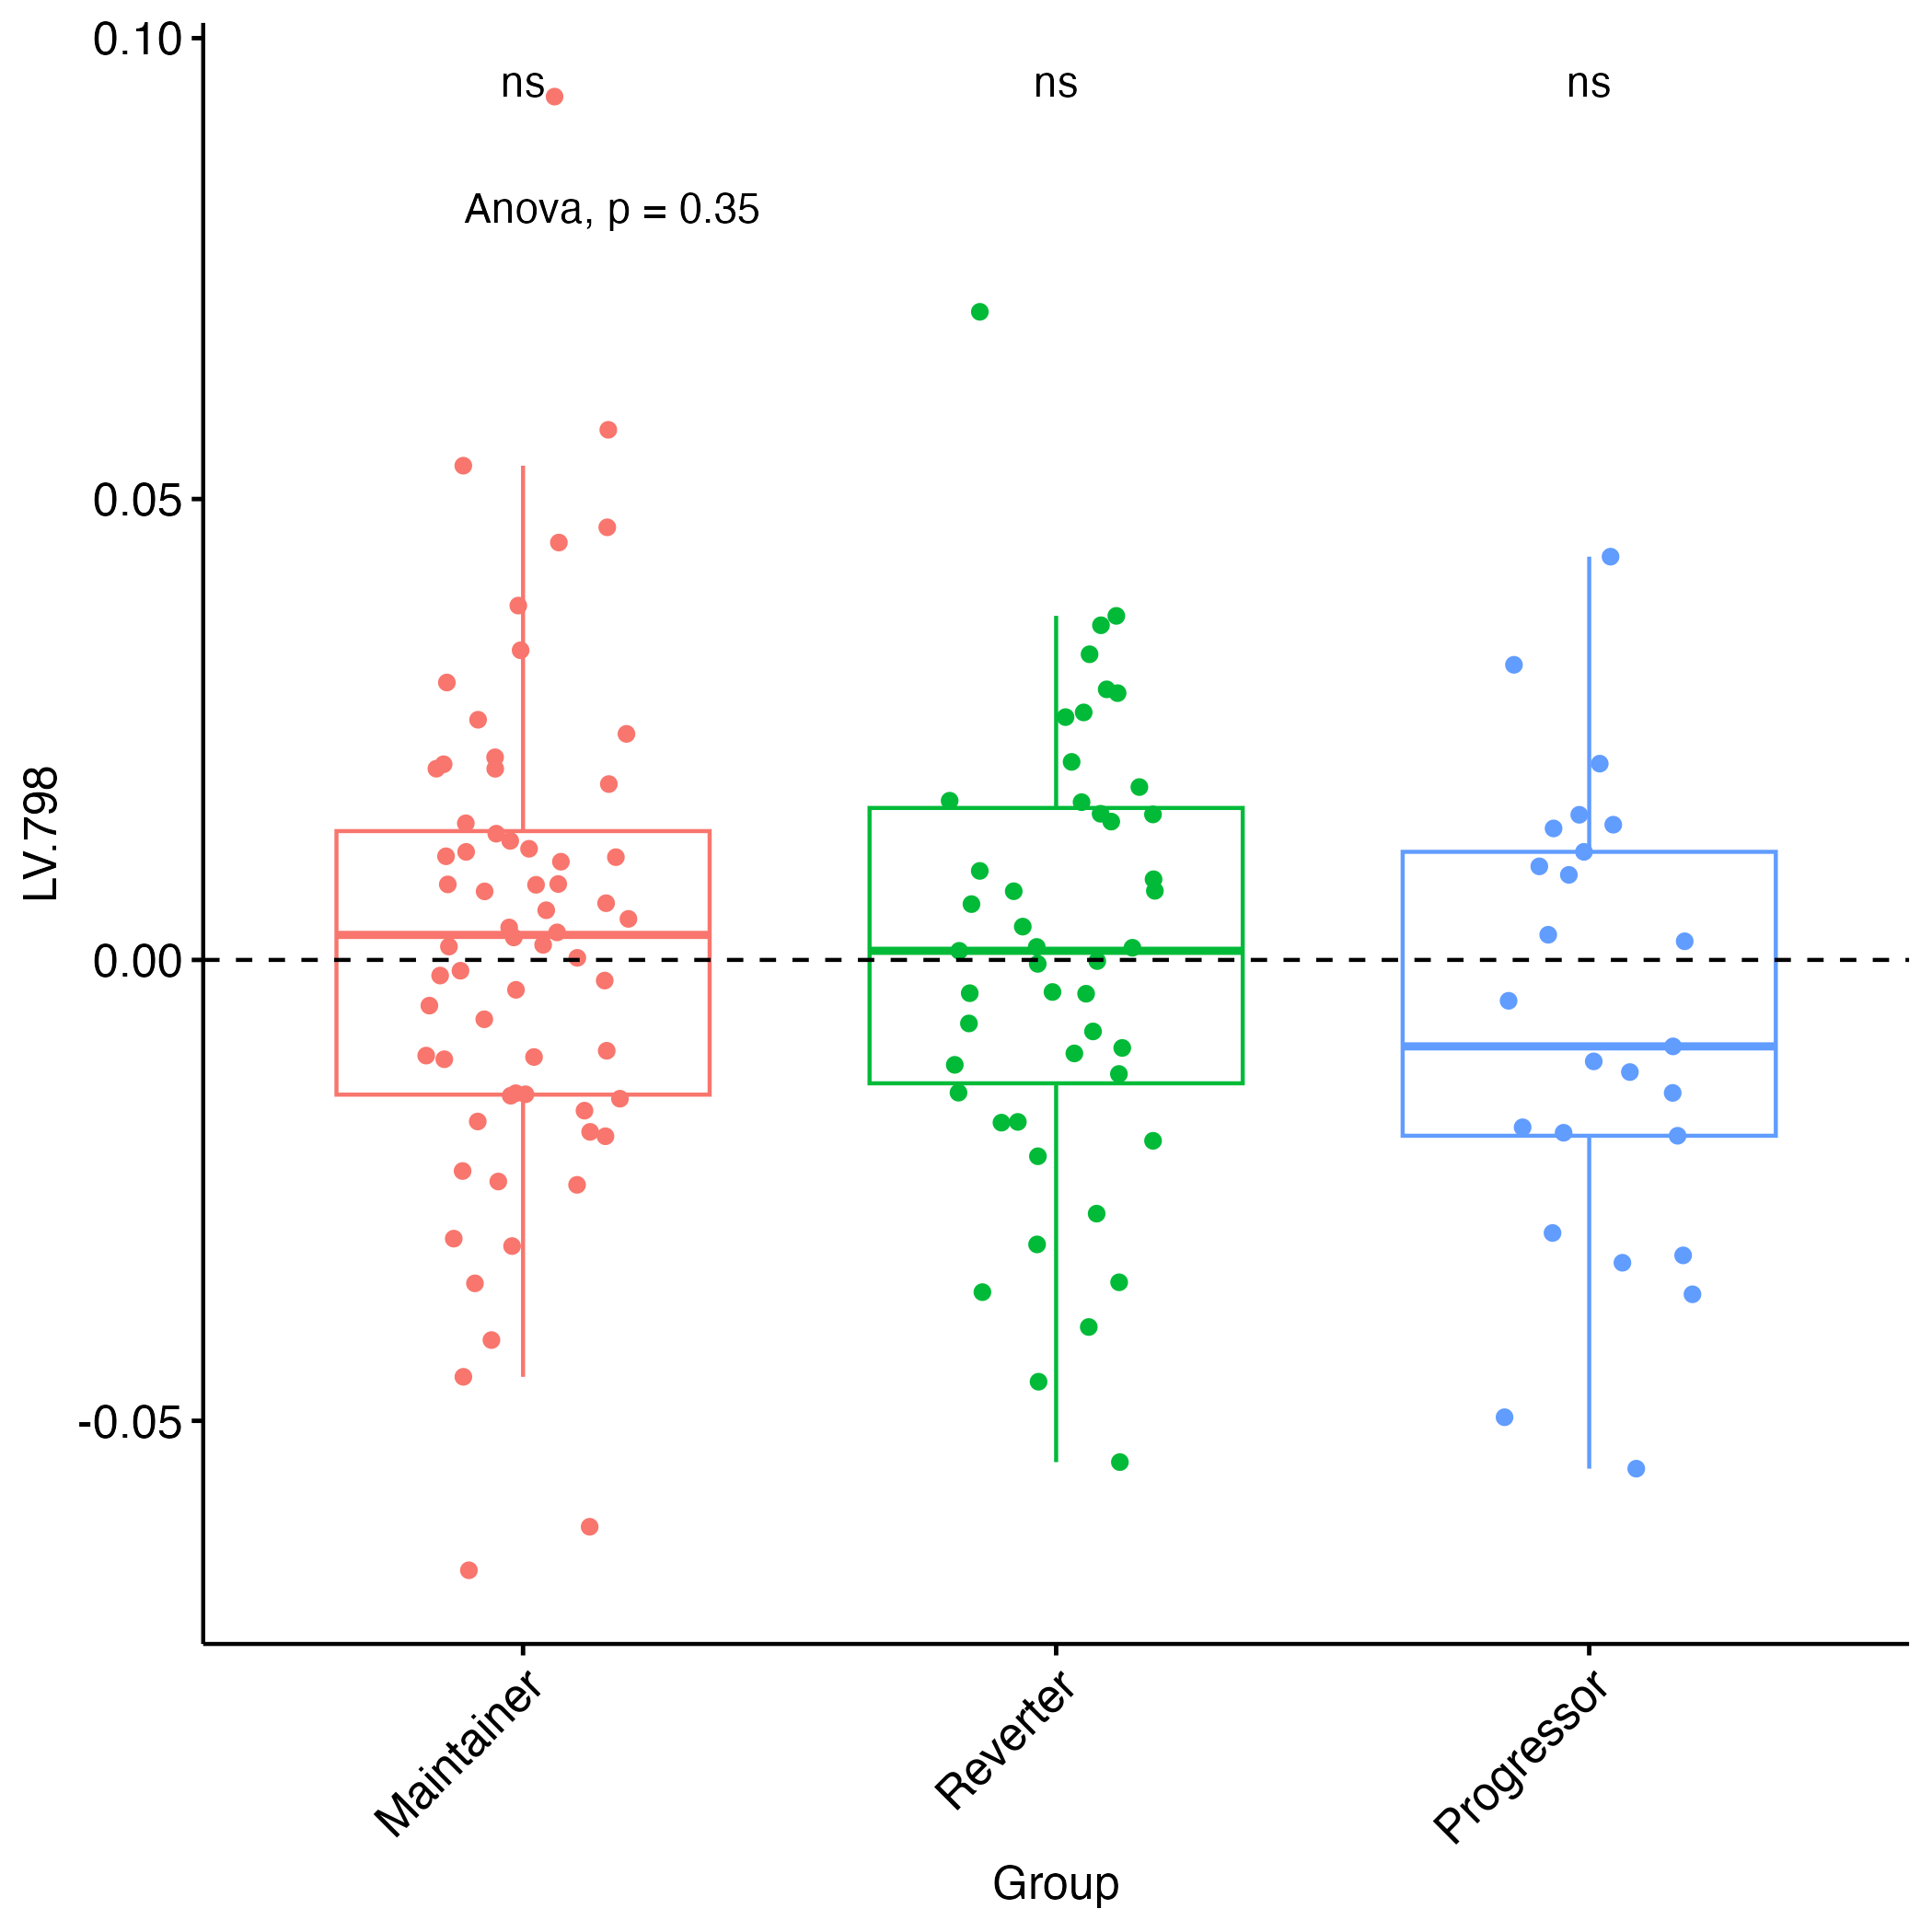 0.10
ns
ns
ns
Anova, p = 0.35
0.05
LV.798
0.00
-0.05
Maintainer
Reverter
Progressor
Group